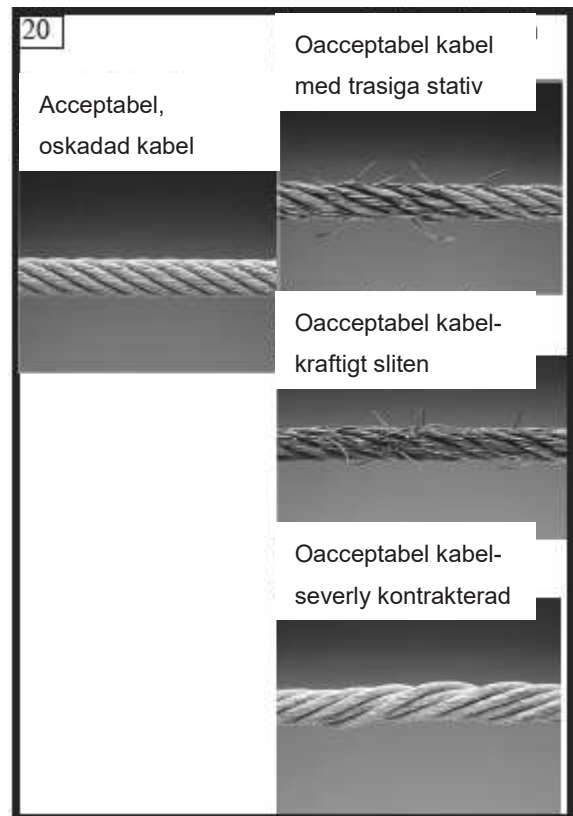 20
Acceptabel,
oskadad kabel
Oacceptabel kabel
med trasiga stativ
Oacceptabel kabel-
kraftigt sliten
Oacceptabel kabel-
severly kontrakterad